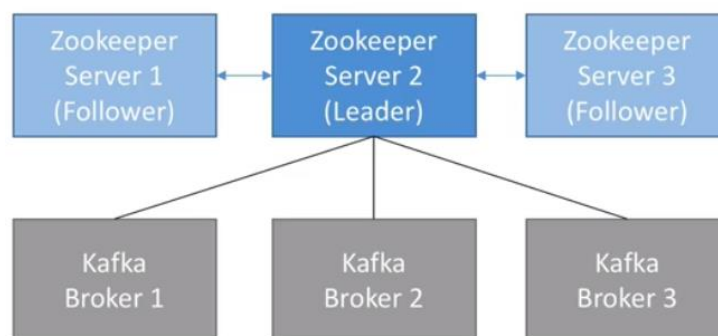 Zookeeper
Server 1
(Follower)
Zookeeper
Server 2
(Leader)
Zookeeper
Server 3
(Follower)
Kafka
Broker 1
Kafka
Broker 2
Kafka
Broker 3